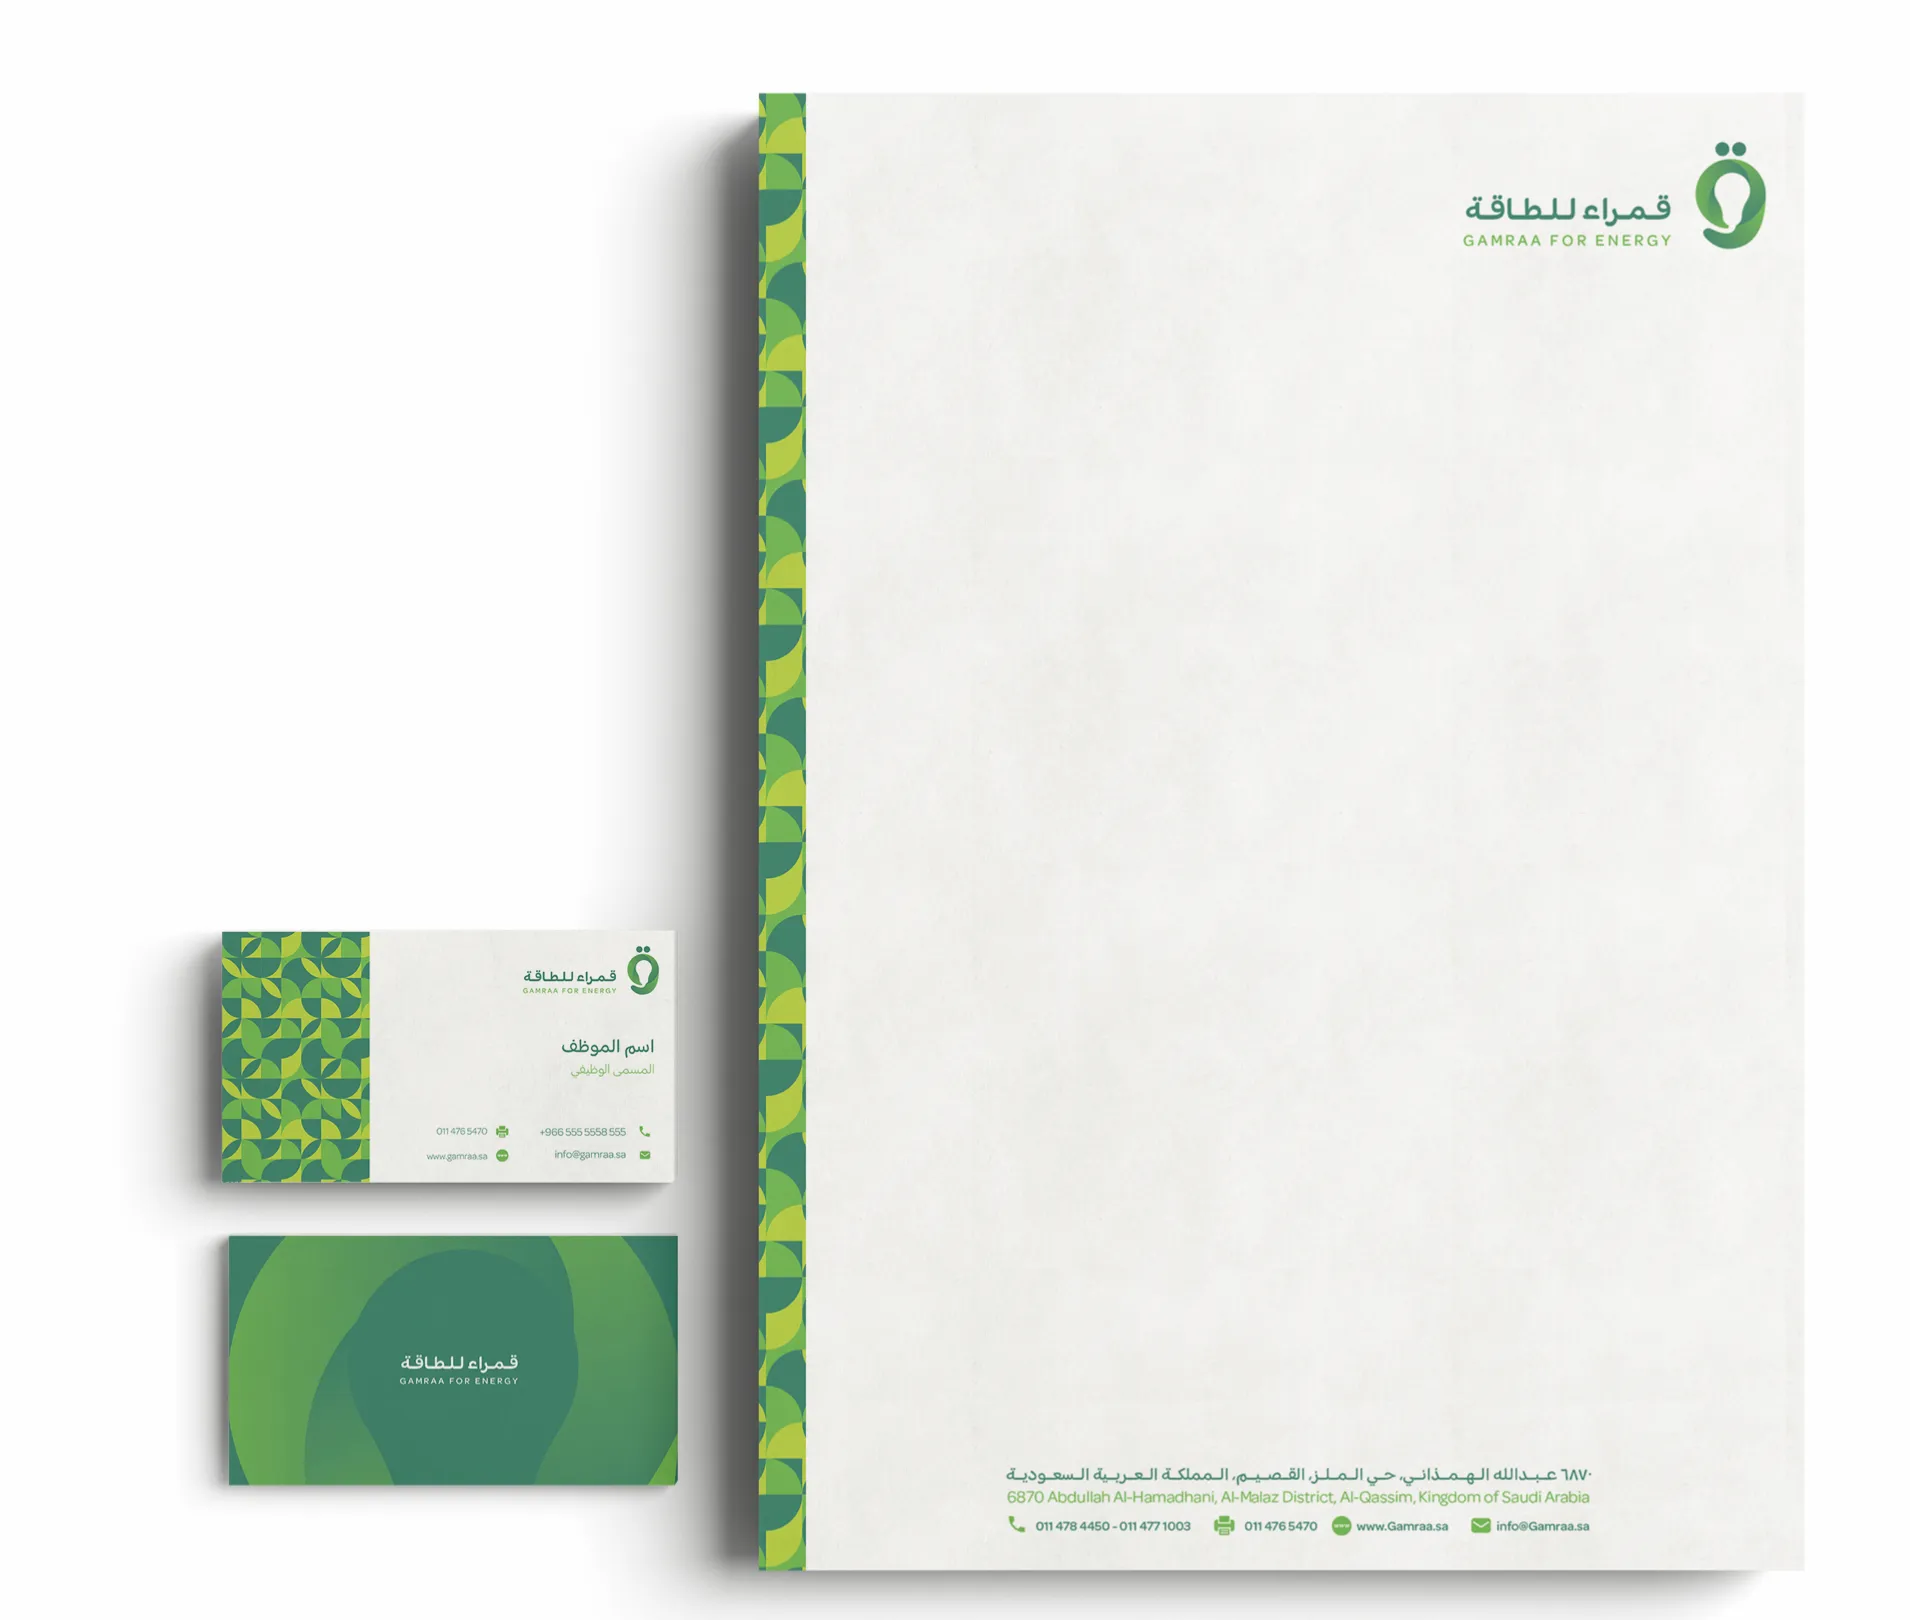 قمراء للطاقة
GAMRAA FOR ENERGY
٦٨٧٠ عبدالله الهمذاني، حي الملز، القصيم، المملكة العربية السعودية
6870 Abdullah Al-Hamadhani, Al-Malaz District, Al-Qassim, Kingdom of Saudi Arabia
011 478 4450 - 011 477 1003 011 476 5470 www.Gamraa.sa info@Gamraa.sa
قمراء للطاقة
GAMRAA FOR ENERGY
اسم الموظف
المسمى الوظيفي
+966 555 5558 555 011 476 5470
info@gamraa.sa www.gamraa.sa
قمراء للطاقة
GAMRAA FOR ENERGY